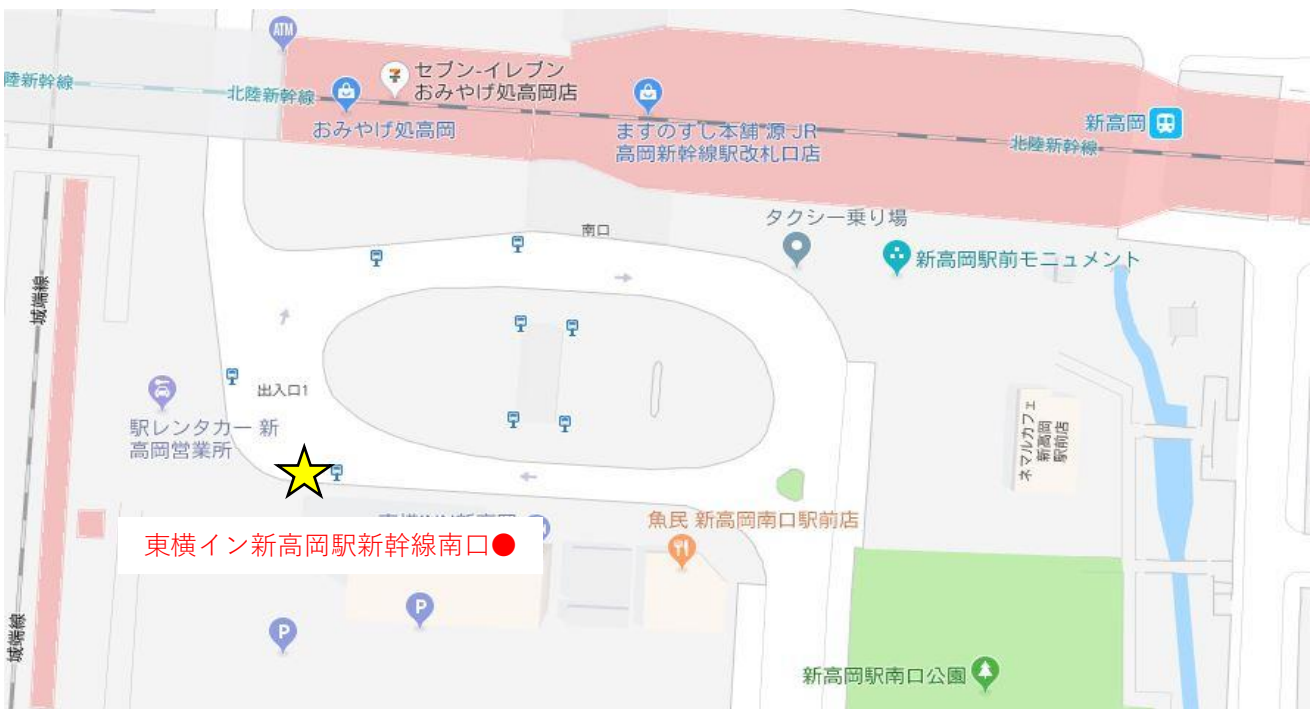 ATM
セブン-イレブン
おみやげ処高岡店
陸新幹線
北陸新幹線
おみやげ処高岡
ますのすし本舗 源 JR
高岡新幹線駅改札口店
新高岡
北陸新幹線
南口
タクシー乗り場
新高岡駅前モニュメント
城端線
出入口1
駅レンタカー 新
高岡営業所
ネマルカフェ
新高岡
駅前店
魚民 新高岡南口駅前店
東横イン新高岡駅新幹線南口●
P
P
城端線
新高岡駅南口公園